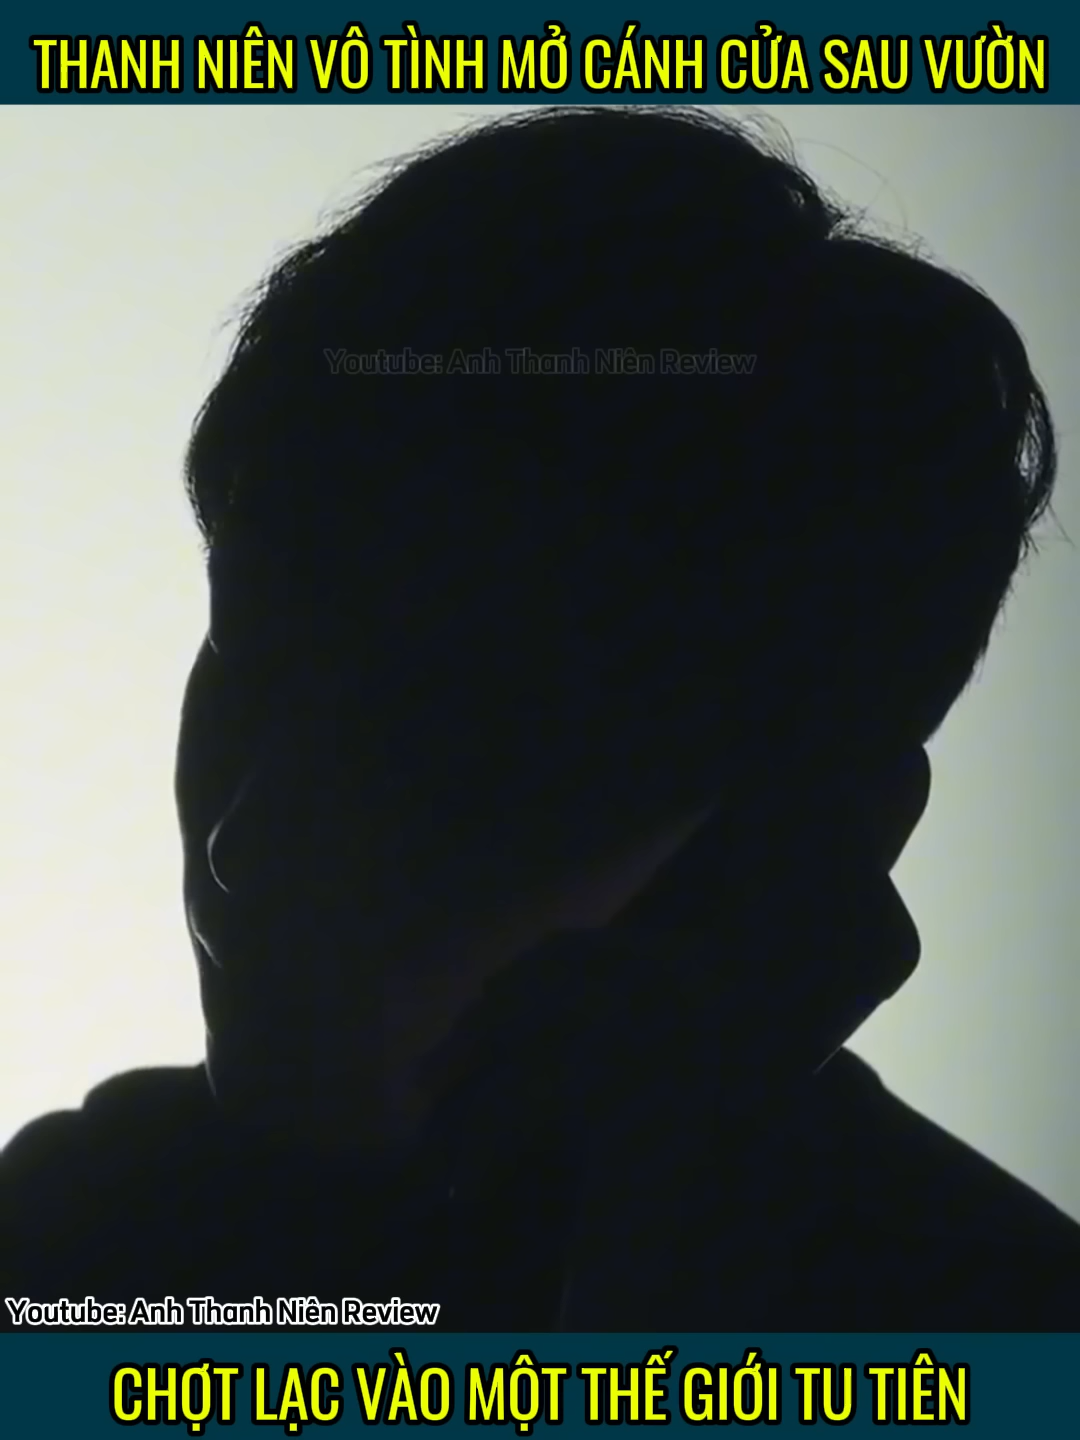 THANH NIÊN VÔ TÌNH MỞ CÁNH CỬA SAU VƯỜN
Youtube: Anh Thanh Niên Review
Youtube: Anh Thanh Niên Review
CHỢT LẠC VÀO MỘT THẾ GIỚI TU TIÊN